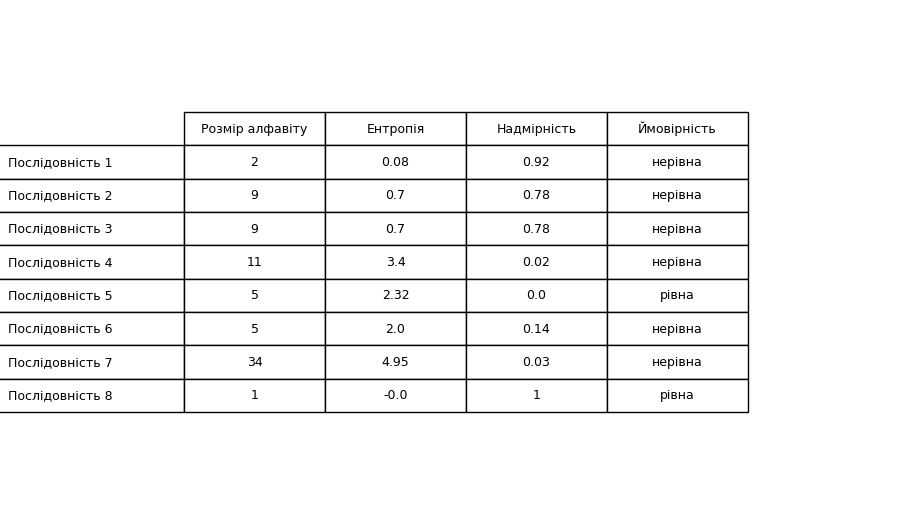 Розмір алфавіту Ентропія Надмірність Ймовірність
Послідовність 1 2 0.08 0.92 нерівна
Послідовність 2 9 0.7 0.78 нерівна
Послідовність 3 9 0.7 0.78 нерівна
Послідовність 4 11 3.4 0.02 нерівна
Послідовність 5 5 2.32 0.0 рівна
Послідовність 6 5 2.0 0.14 нерівна
Послідовність 7 34 4.95 0.03 нерівна
Послідовність 8 1 -0.0 1 рівна